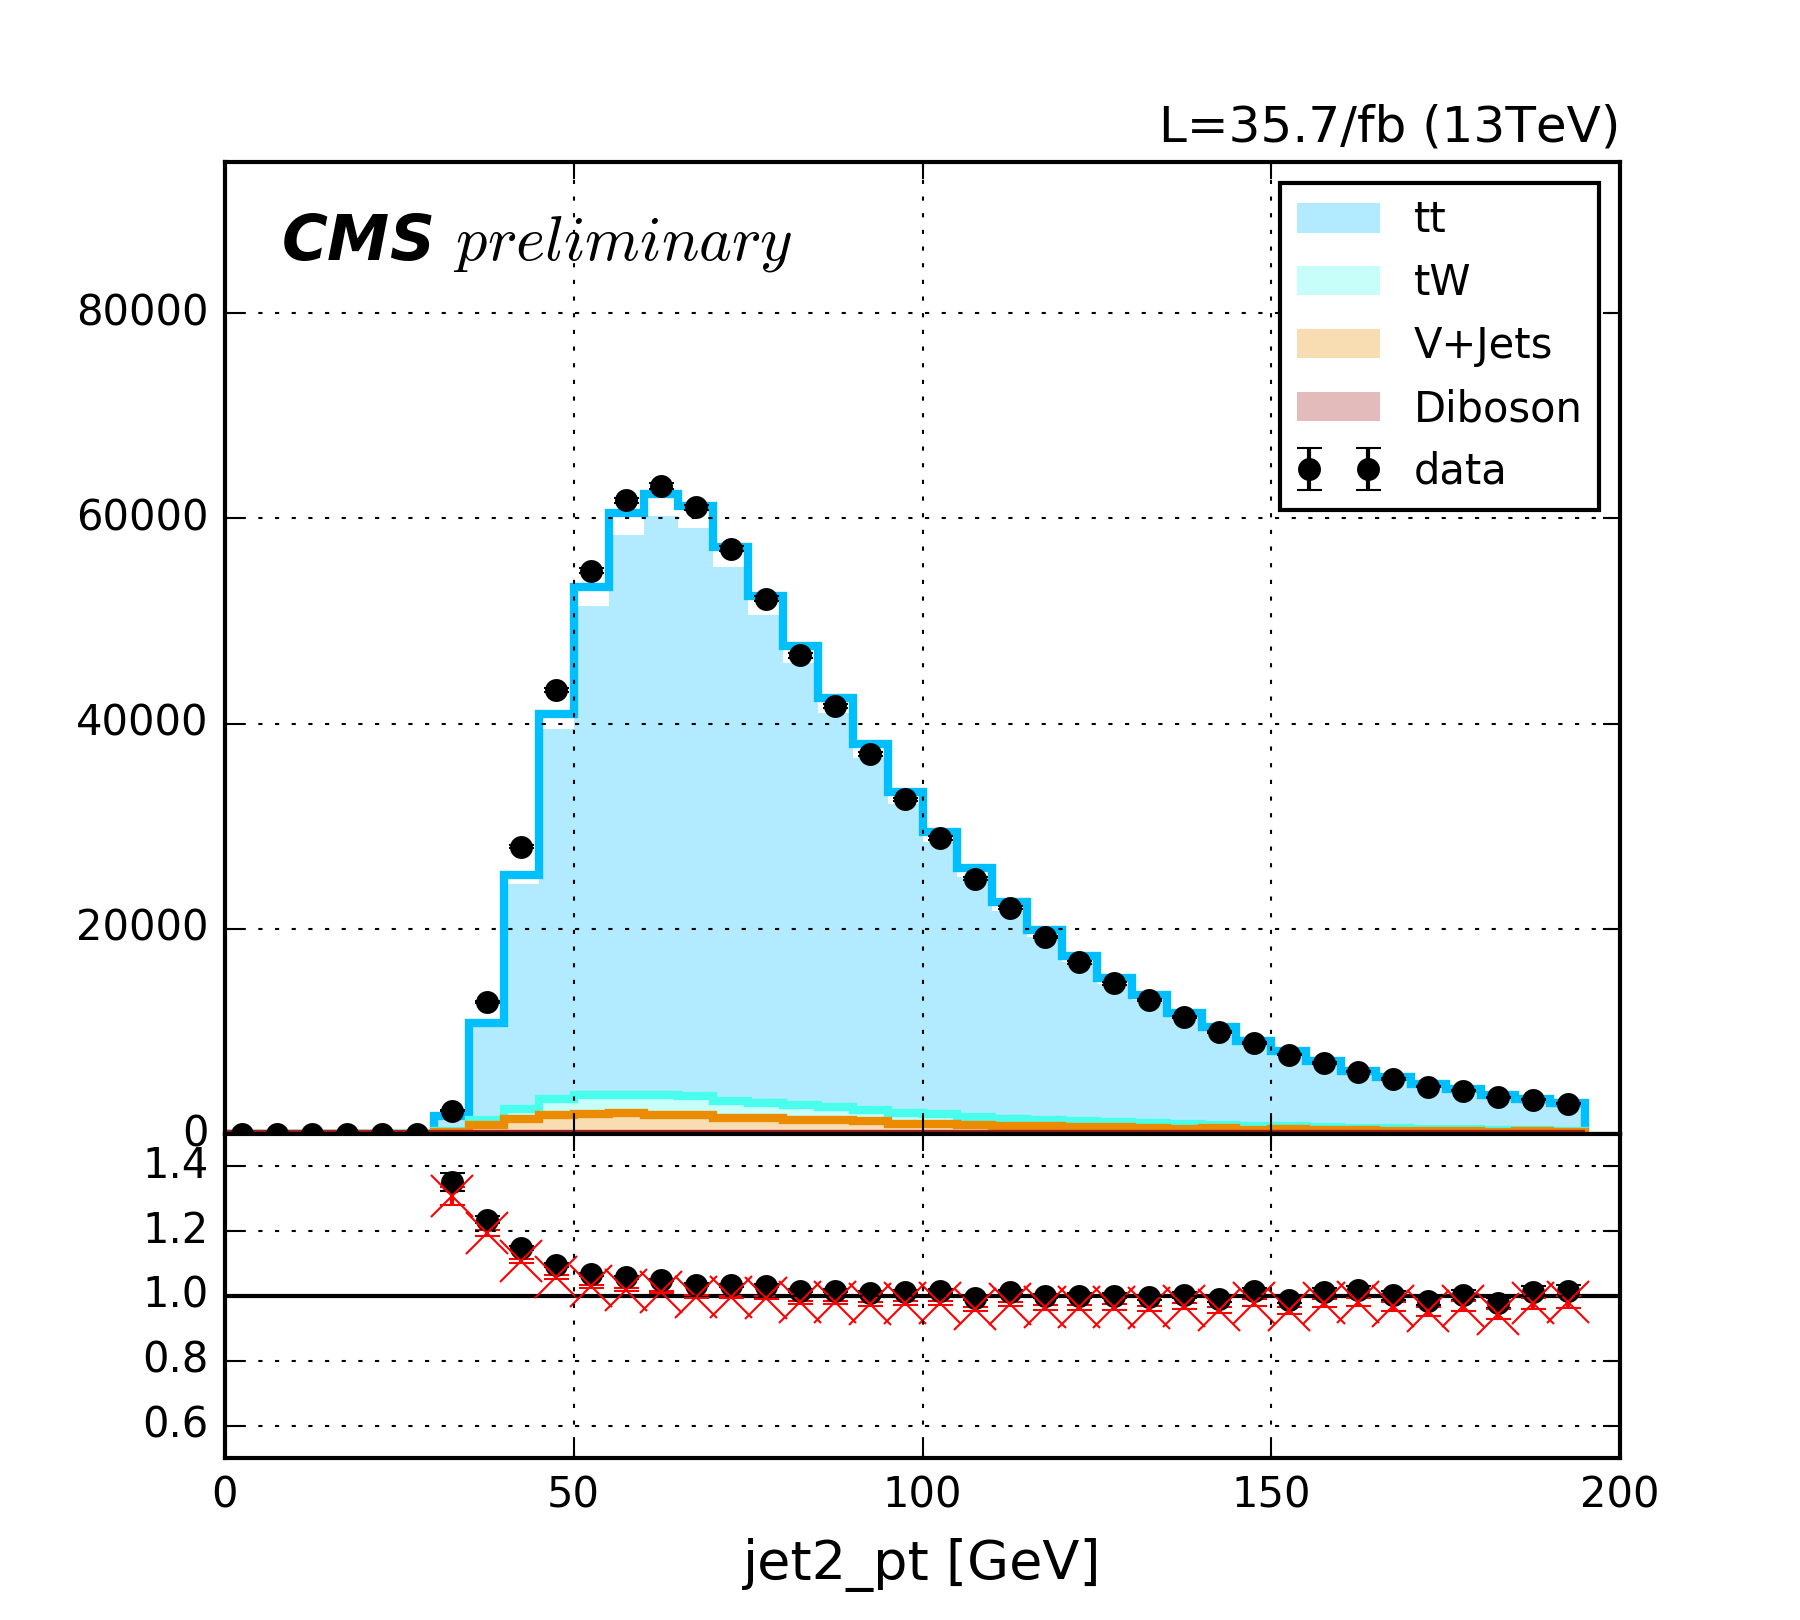 L=35.7/fb (13TeV)
CMS preliminary
tt
tW
V+Jets
Diboson
data
80000
60000
40000
20000
0
1.4
1.2
1.0
0.8
0.6
0 50 100 150 200
jet2_pt [GeV]